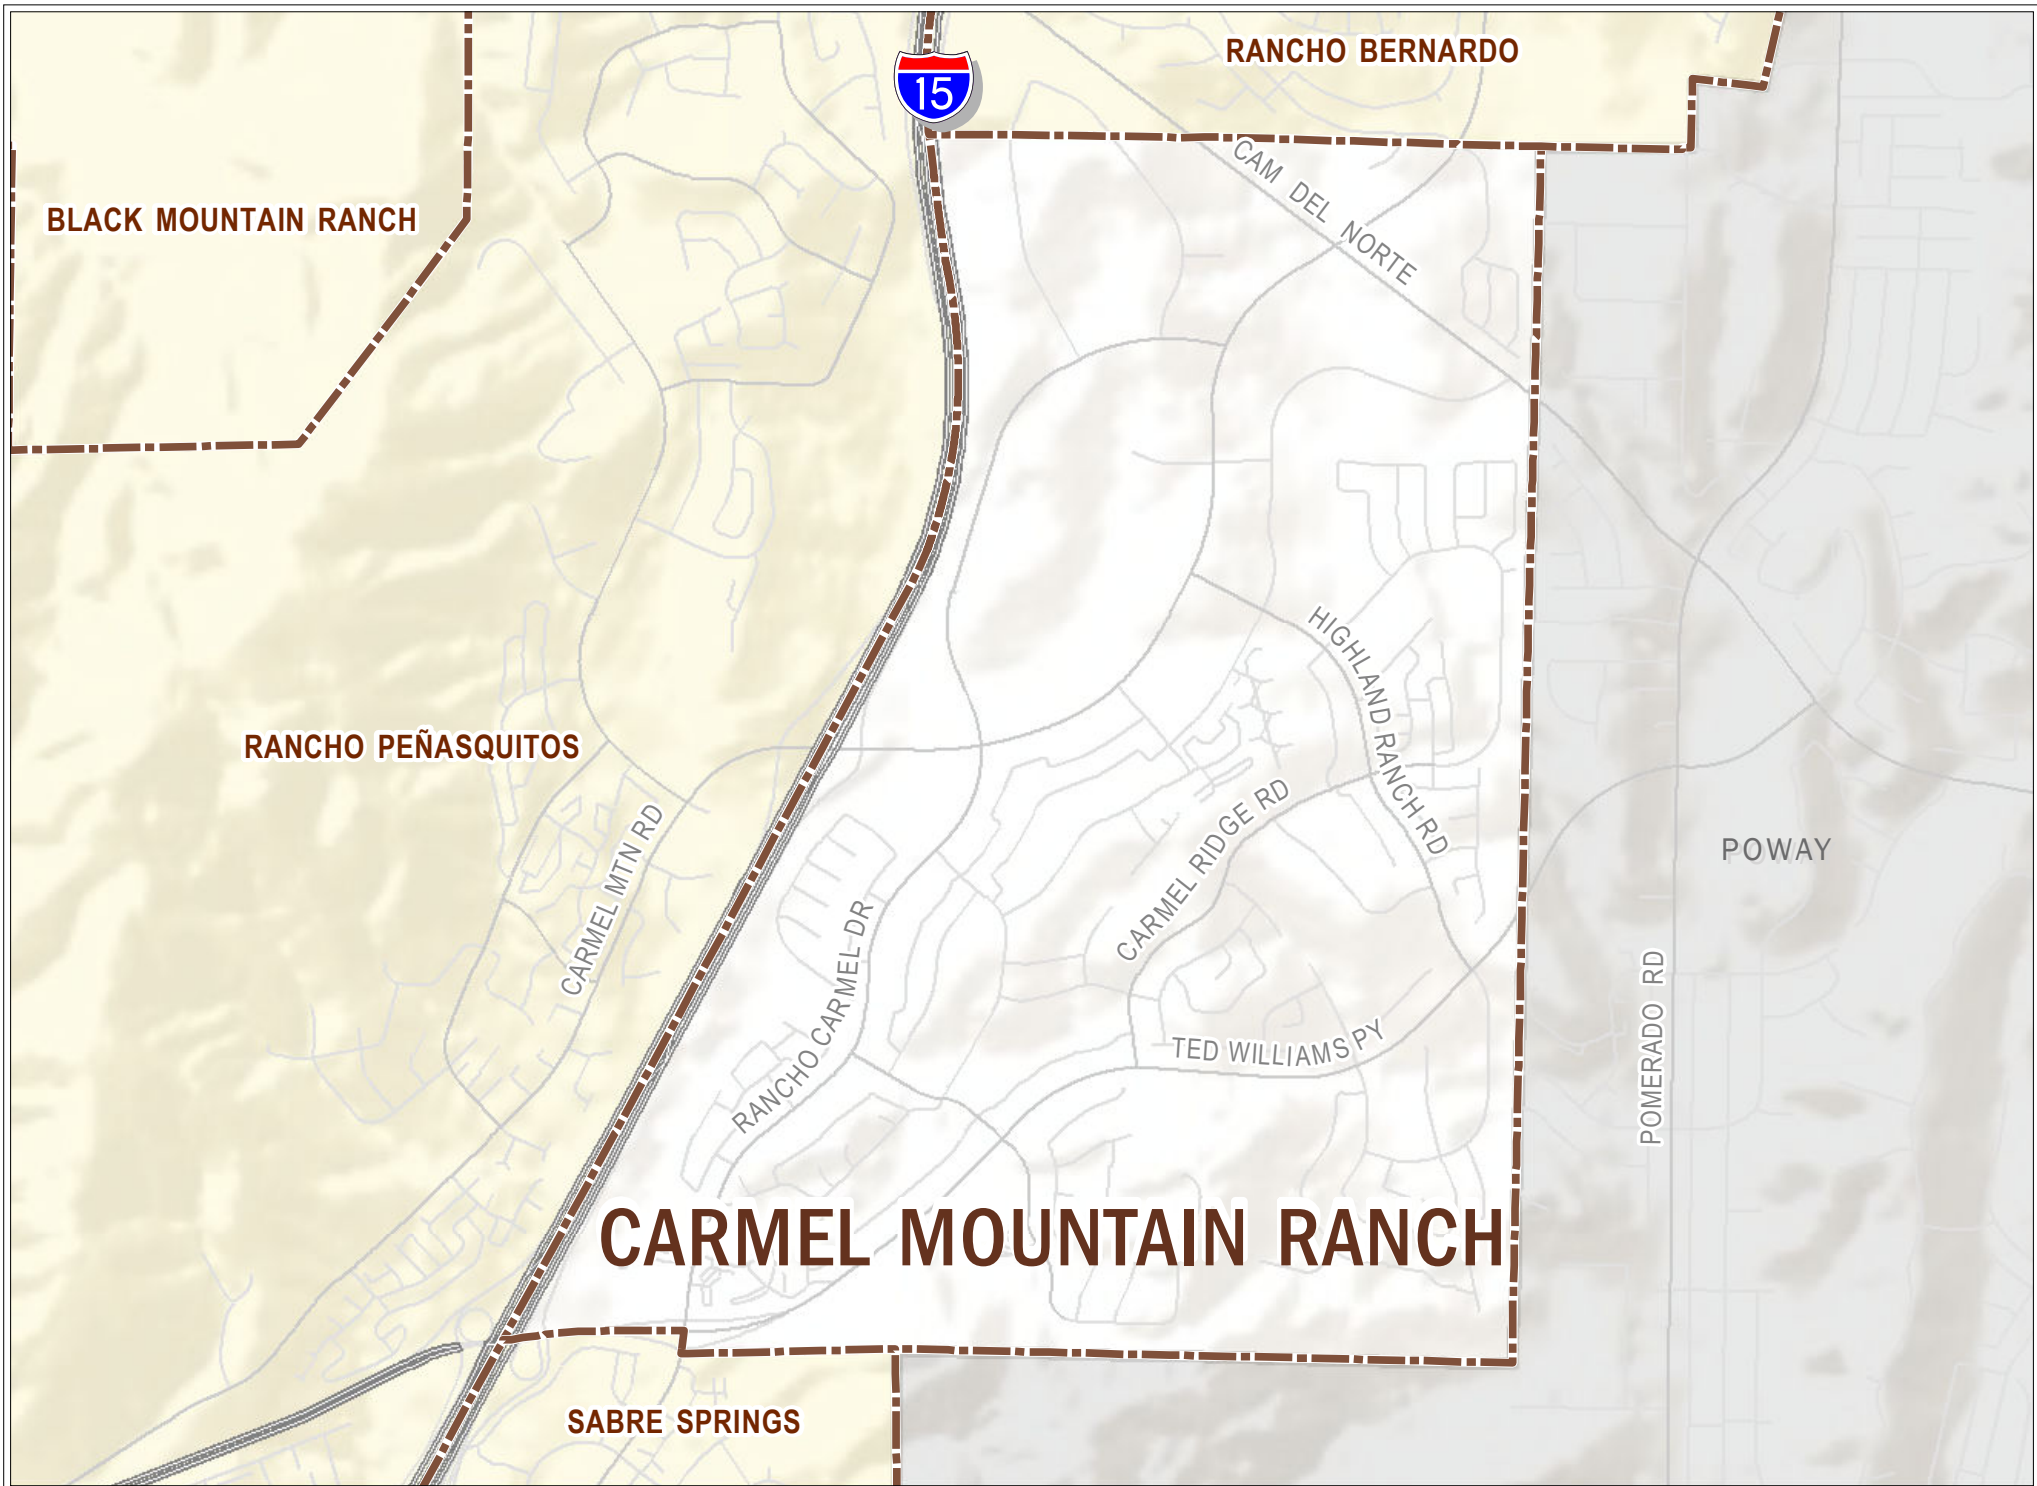 RANCHO BERNARDO
15
CAM DEL NORTE
BLACK MOUNTAIN RANCH
HIGHLAND RANCH RD
RANCHO PEÑASQUITOS
CARMEL MTN RD
CARMEL RIDGE RD
POWAY
RANCHO CARMEL DR
TED WILLIAMS PY
POMERADO RD
CARMEL MOUNTAIN RANCH
SABRE SPRINGS